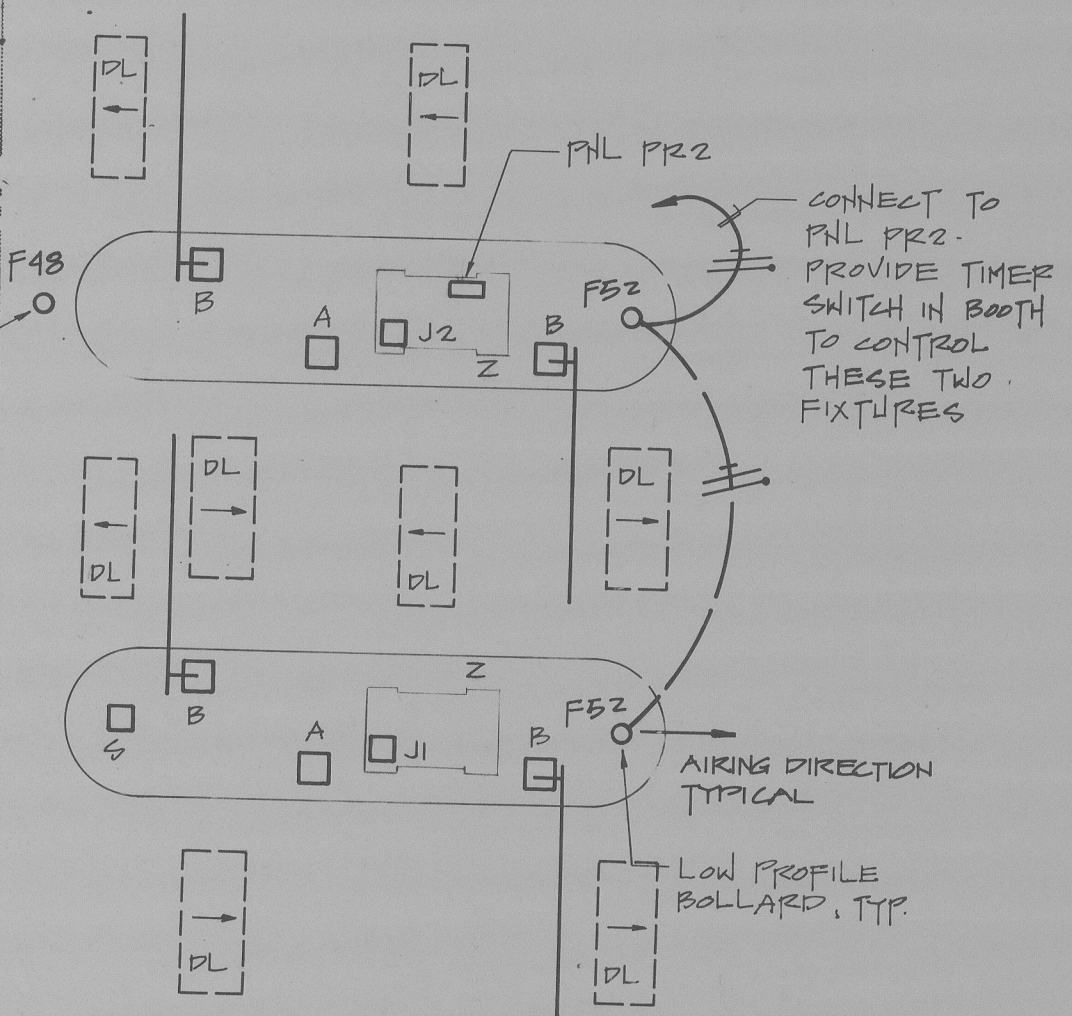 DL
DL
PNL PR2
CONNECT TO
PNL PR2.
PROVIDE TIMER
SWITCH IN BOOTH
TO CONTROL
THESE TWO
FIXTURES
F48
B
A
J2
Z
B
F52
DL
DL
DL
DL
Z
B
S
A
J1
B
F52
AIRING DIRECTION
TYPICAL
LOW PROFILE
BOLLARD, TYP.
DL
DL